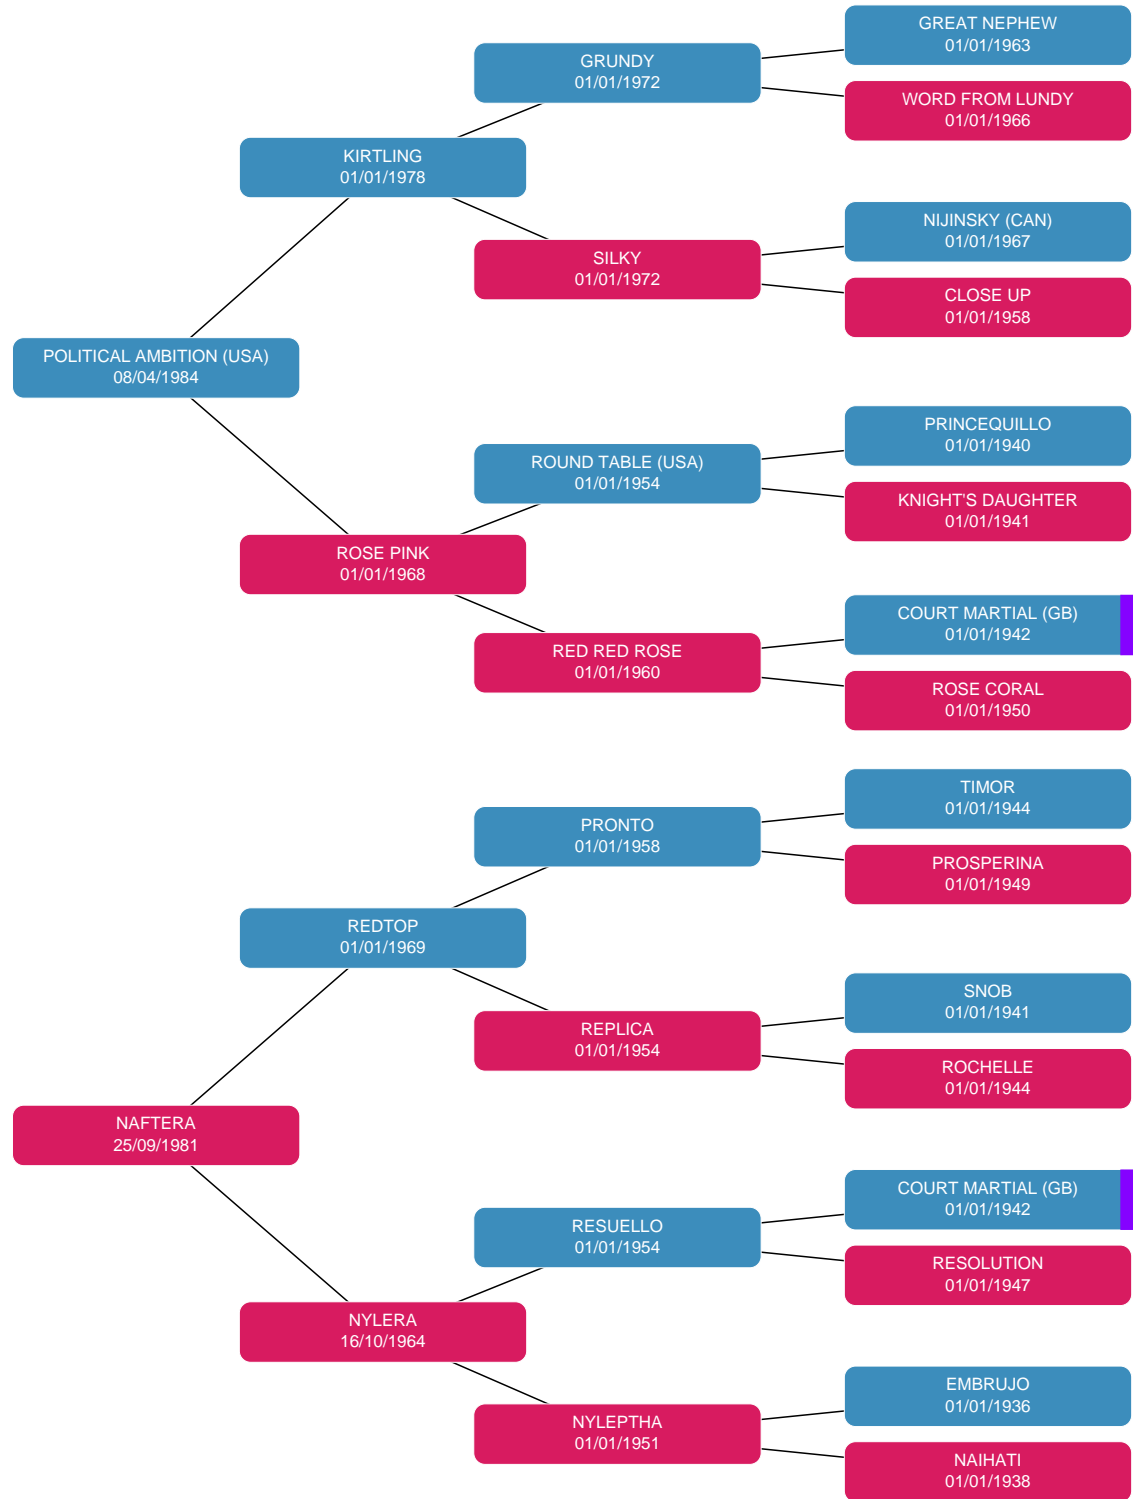 GREAT NEPHEW
01/01/1963
GRUNDY
01/01/1972
WORD FROM LUNDY
01/01/1966
KIRTLING
01/01/1978
NIJINSKY (CAN)
01/01/1967
SILKY
01/01/1972
CLOSE UP
01/01/1958
POLITICAL AMBITION (USA)
08/04/1984
PRINCEQUILLO
01/01/1940
ROUND TABLE (USA)
01/01/1954
KNIGHT'S DAUGHTER
01/01/1941
ROSE PINK
01/01/1968
COURT MARTIAL (GB)
01/01/1942
RED RED ROSE
01/01/1960
ROSE CORAL
01/01/1950
TIMOR
01/01/1944
PRONTO
01/01/1958
PROSPERINA
01/01/1949
REDTOP
01/01/1969
SNOB
01/01/1941
REPLICA
01/01/1954
ROCHELLE
01/01/1944
NAFTERA
25/09/1981
COURT MARTIAL (GB)
01/01/1942
RESUELLO
01/01/1954
RESOLUTION
01/01/1947
NYLERA
16/10/1964
EMBRUJO
01/01/1936
NYLEPTHA
01/01/1951
NAIHATI
01/01/1938